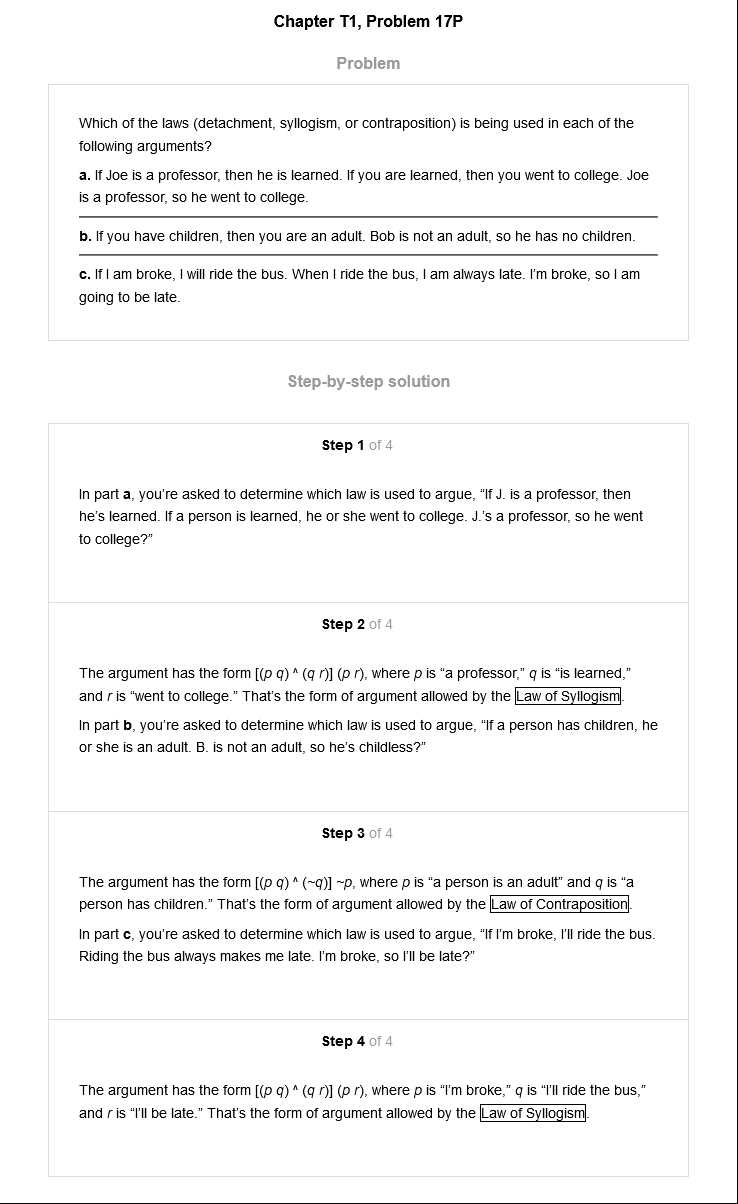 Chapter T1, Problem 17P
Problem
Which of the laws (detachment, syllogism, or contraposition) is being used in each of the
following arguments?
a. If Joe is a professor, then he is learned. If you are learned, then you went to college. Joe
is a professor, so he went to college.
b. If you have children, then you are an adult. Bob is not an adult, so he has no children.
c. If I am broke, I will ride the bus. When I ride the bus, I am always late. I'm broke, so I am
going to be late.
Step-by-step solution
Step 1 of 4
In part a, you're asked to determine which law is used to argue, “If J. is a professor, then
he's learned. If a person is learned, he or she went to college. J.'s a professor, so he went
to college?”
Step 2 of 4
The argument has the form [(p q) ^ (q r)] (p r), where p is “a professor,” q is “is learned,”
and r is “went to college.” That's the form of argument allowed by the Law of Syllogism.
In part b, you're asked to determine which law is used to argue, “If a person has children, he
or she is an adult. B. is not an adult, so he's childless?”
Step 3 of 4
The argument has the form [(p q) ^ (~q)] ~p, where p is “a person is an adult” and q is “a
person has children.” That's the form of argument allowed by the Law of Contraposition.
In part c, you're asked to determine which law is used to argue, “If I'm broke, I'll ride the bus.
Riding the bus always makes me late. I'm broke, so I'll be late?”
Step 4 of 4
The argument has the form [(p q) ^ (q r)] (p r), where p is “I'm broke,” q is “I'll ride the bus,”
and r is “I'll be late.” That's the form of argument allowed by the Law of Syllogism.